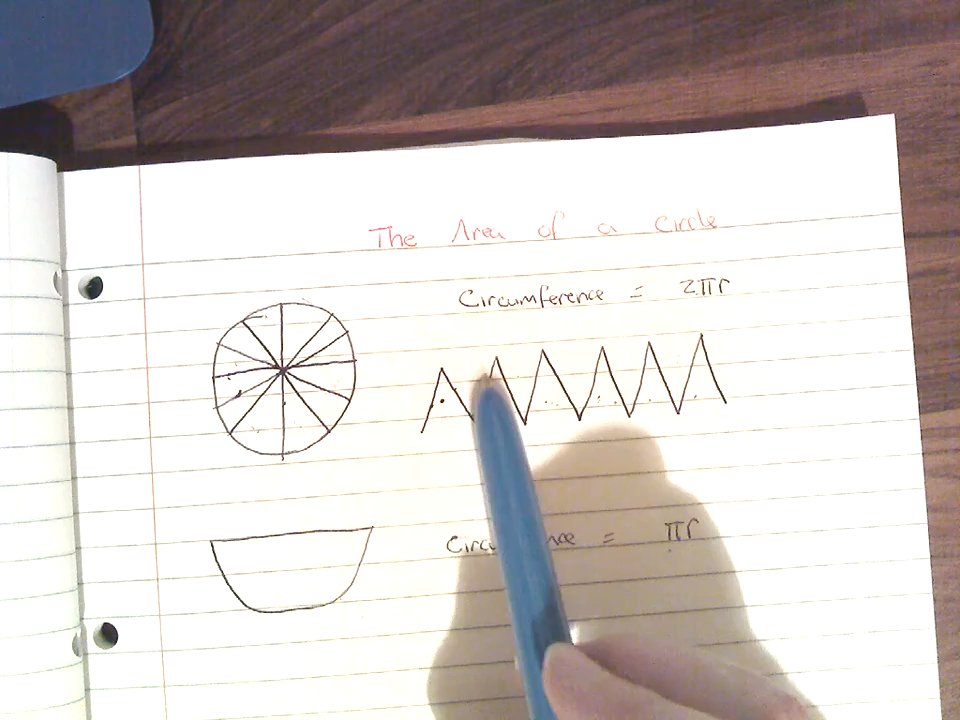 The Area of a Circle
Circumference = 2πr
= πr